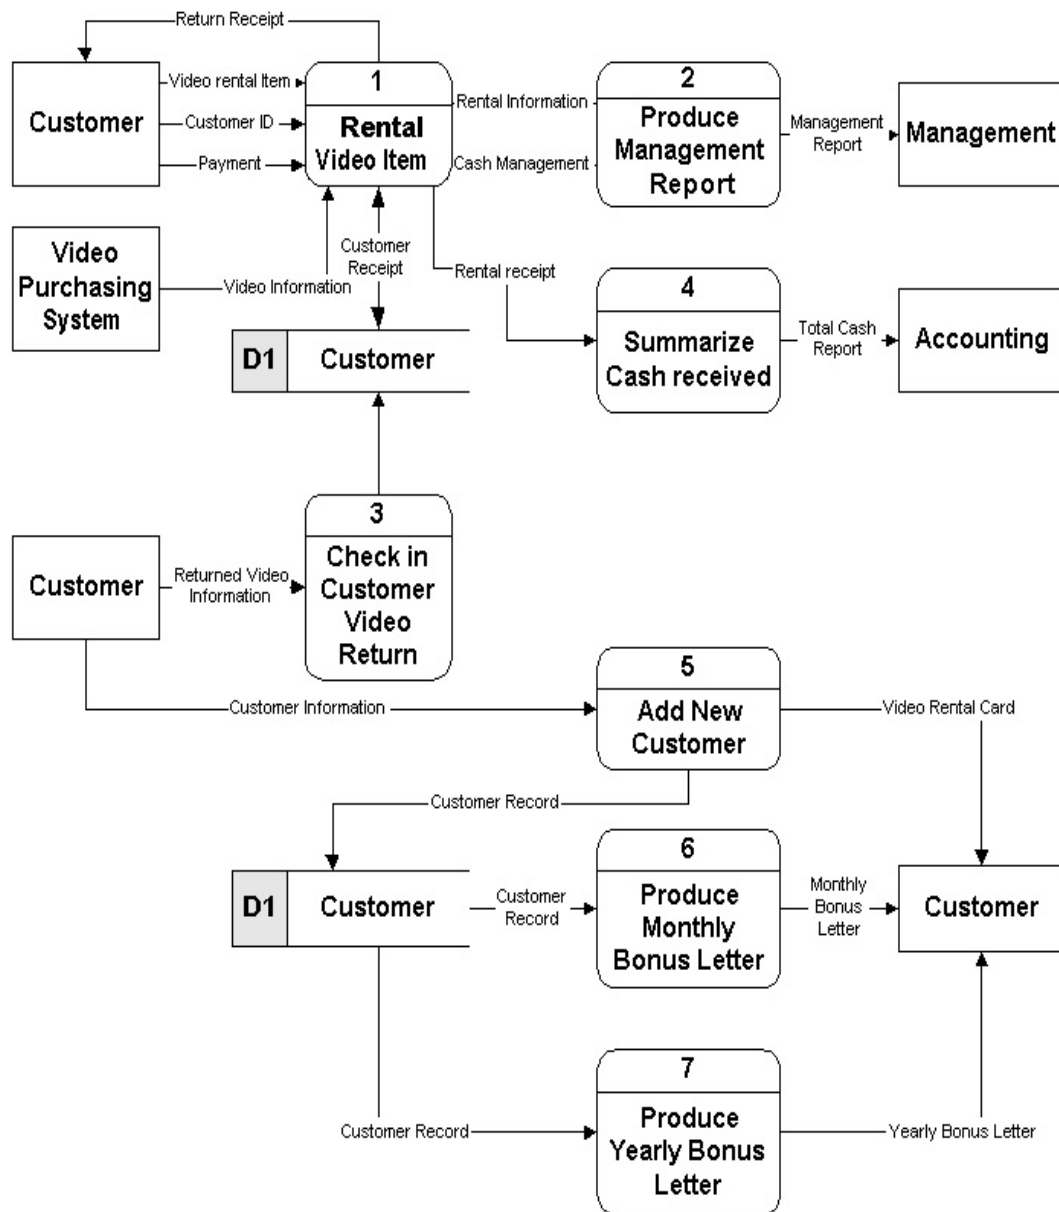 Return Receipt
Customer
Video rental Item
Customer ID
Payment
1
Rental
Video Item
Rental Information
Cash Management
2
Produce
Management
Report
Management
Report
Management
Video
Purchasing
System
Video Information
Customer
Receipt
Rental receipt
4
Summarize
Cash received
Total Cash
Report
Accounting
D1
Customer
3
Check in
Customer
Video
Return
Customer
Returned Video
Information
Customer Information
5
Add New
Customer
Video Rental Card
Customer Record
D1
Customer
Customer
Record
6
Produce
Monthly
Bonus Letter
Monthly
Bonus
Letter
Customer
7
Produce
Yearly Bonus
Letter
Customer Record
Yearly Bonus Letter